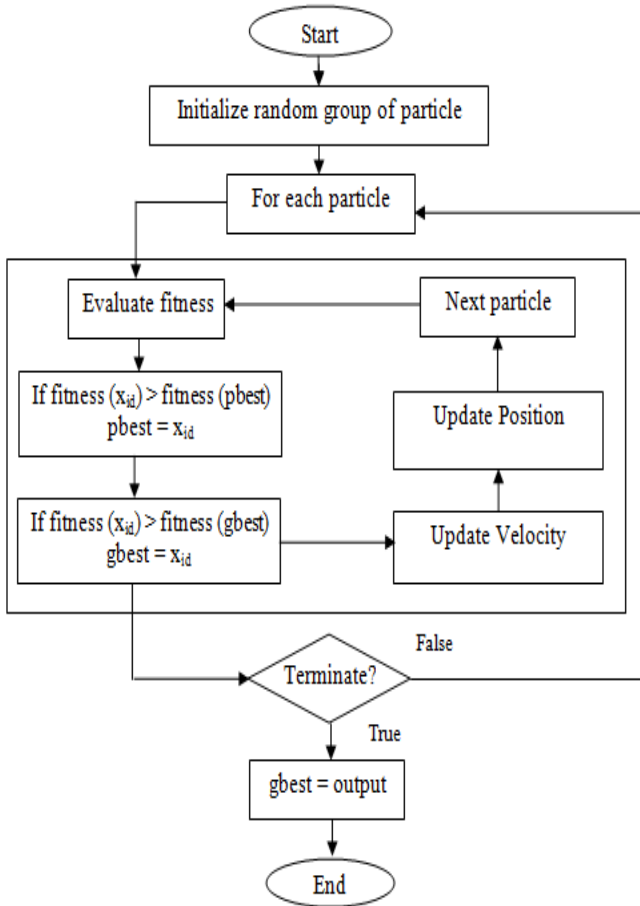 Start
Initialize random group of particle
For each particle
Evaluate fitness
Next particle
If fitness (xid) > fitness (pbest)
pbest = xid
Update Position
If fitness (xid) > fitness (gbest)
gbest = xid
Update Velocity
False
Terminate?
True
gbest = output
End